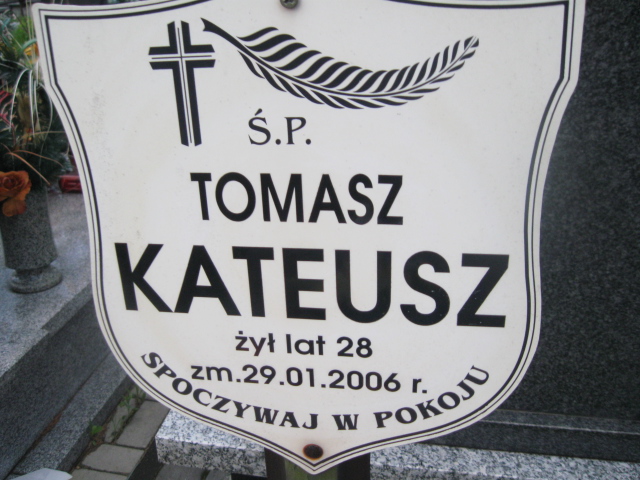 Ś.P.
TOMASZ
KATEUSZ
żył lat 28
zm.29.01.2006 r.
SPOCZYWAJ W POKOJU